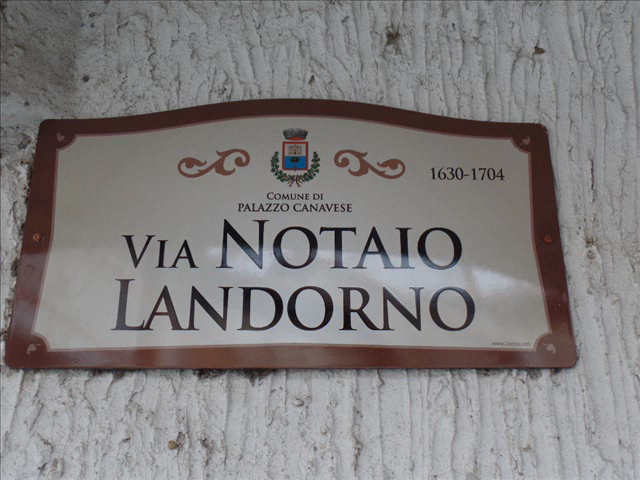 1630-1704
COMUNE DI
PALAZZO CANAVESE
VIA NOTAIO
LANDORNO